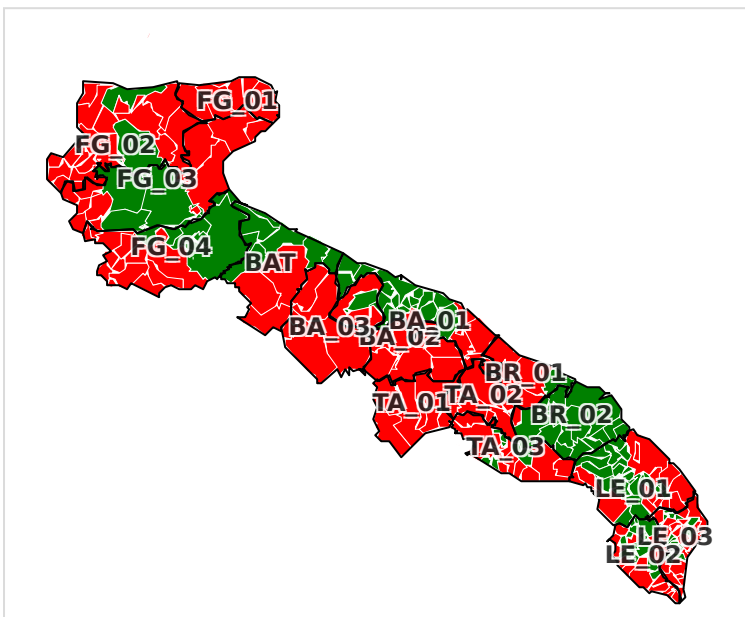 FG_01
FG_02
FG_03
FG_04
BAT
BA_01
BA_03
BA_02
BR_01
TA_02
TA_01
BR_02
TA_03
LE_01
LE_03
LE_02